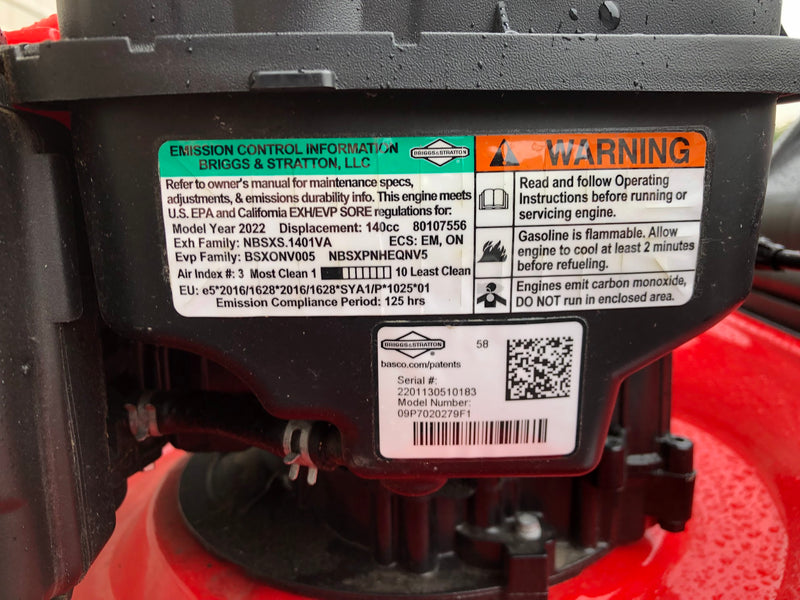 EMISSION CONTROL INFORMATION
BRIGGS & STRATTON, LLC
BRIGGS & STRATTON
Refer to owner's manual for maintenance specs,
adjustments, & emissions durability info. This engine meets
U.S. EPA and California EXH/EVP SORE regulations for:
Model Year 2022 Displacement: 140cc 80107556
Exh Family: NBSXS.1401VA ECS: EM, ON
Evp Family: BSXONV005 NBSXPNHEQNV5
Air Index #: 3 Most Clean 1 10 Least Clean
EU: e5*2016/1628*2016/1628*SYA1/P*1025*01
Emission Compliance Period: 125 hrs
WARNING
Read and follow Operating
Instructions before running or
servicing engine.
Gasoline is flammable. Allow
engine to cool at least 2 minutes
before refueling.
Engines emit carbon monoxide,
DO NOT run in enclosed area.
BRIGGS & STRATTON
®
58
basco.com/patents
Serial #:
2201130510183
Model Number:
09P7020279F1